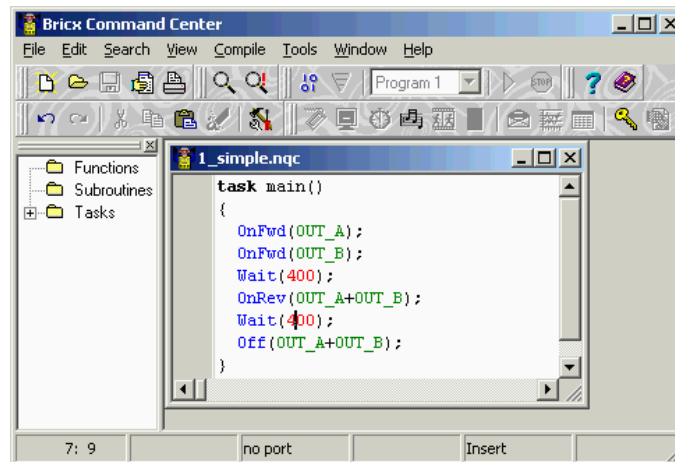 Bricx Command Center
File Edit Search View Compile Tools Window Help
Program 1 STOP
Functions
Subroutines
Tasks
1_simple.nqc
task main()
{
OnFwd(OUT_A);
OnFwd(OUT_B);
Wait(400);
OnRev(OUT_A+OUT_B);
Wait(400);
Off(OUT_A+OUT_B);
}
7: 9 no port Insert